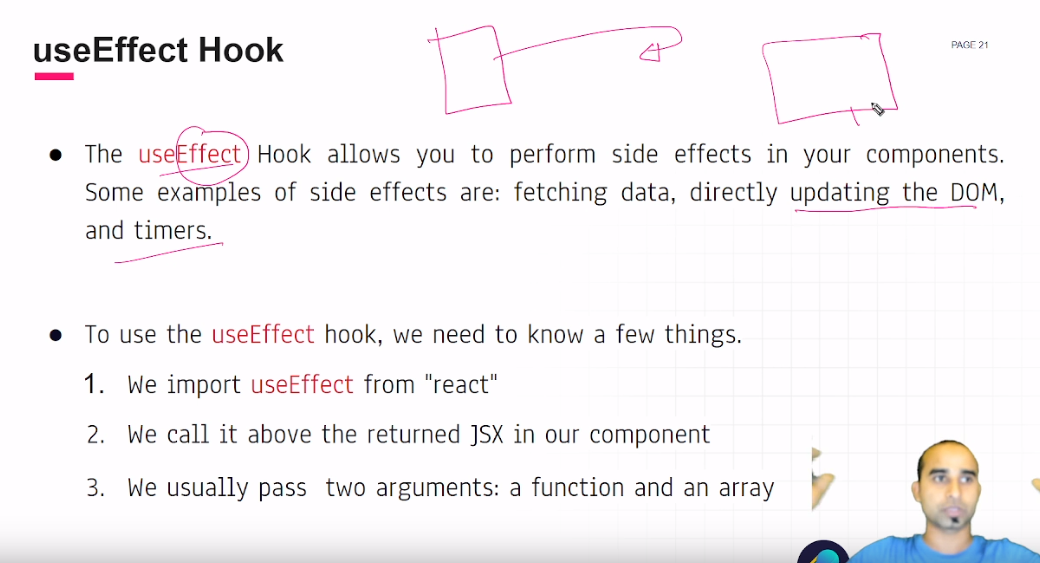 useEffect Hook
PAGE 21
● The useEffect Hook allows you to perform side effects in your components.
Some examples of side effects are: fetching data, directly updating the DOM,
and timers.
● To use the useEffect hook, we need to know a few things.
1. We import useEffect from "react"
2. We call it above the returned JSX in our component
3. We usually pass two arguments: a function and an array